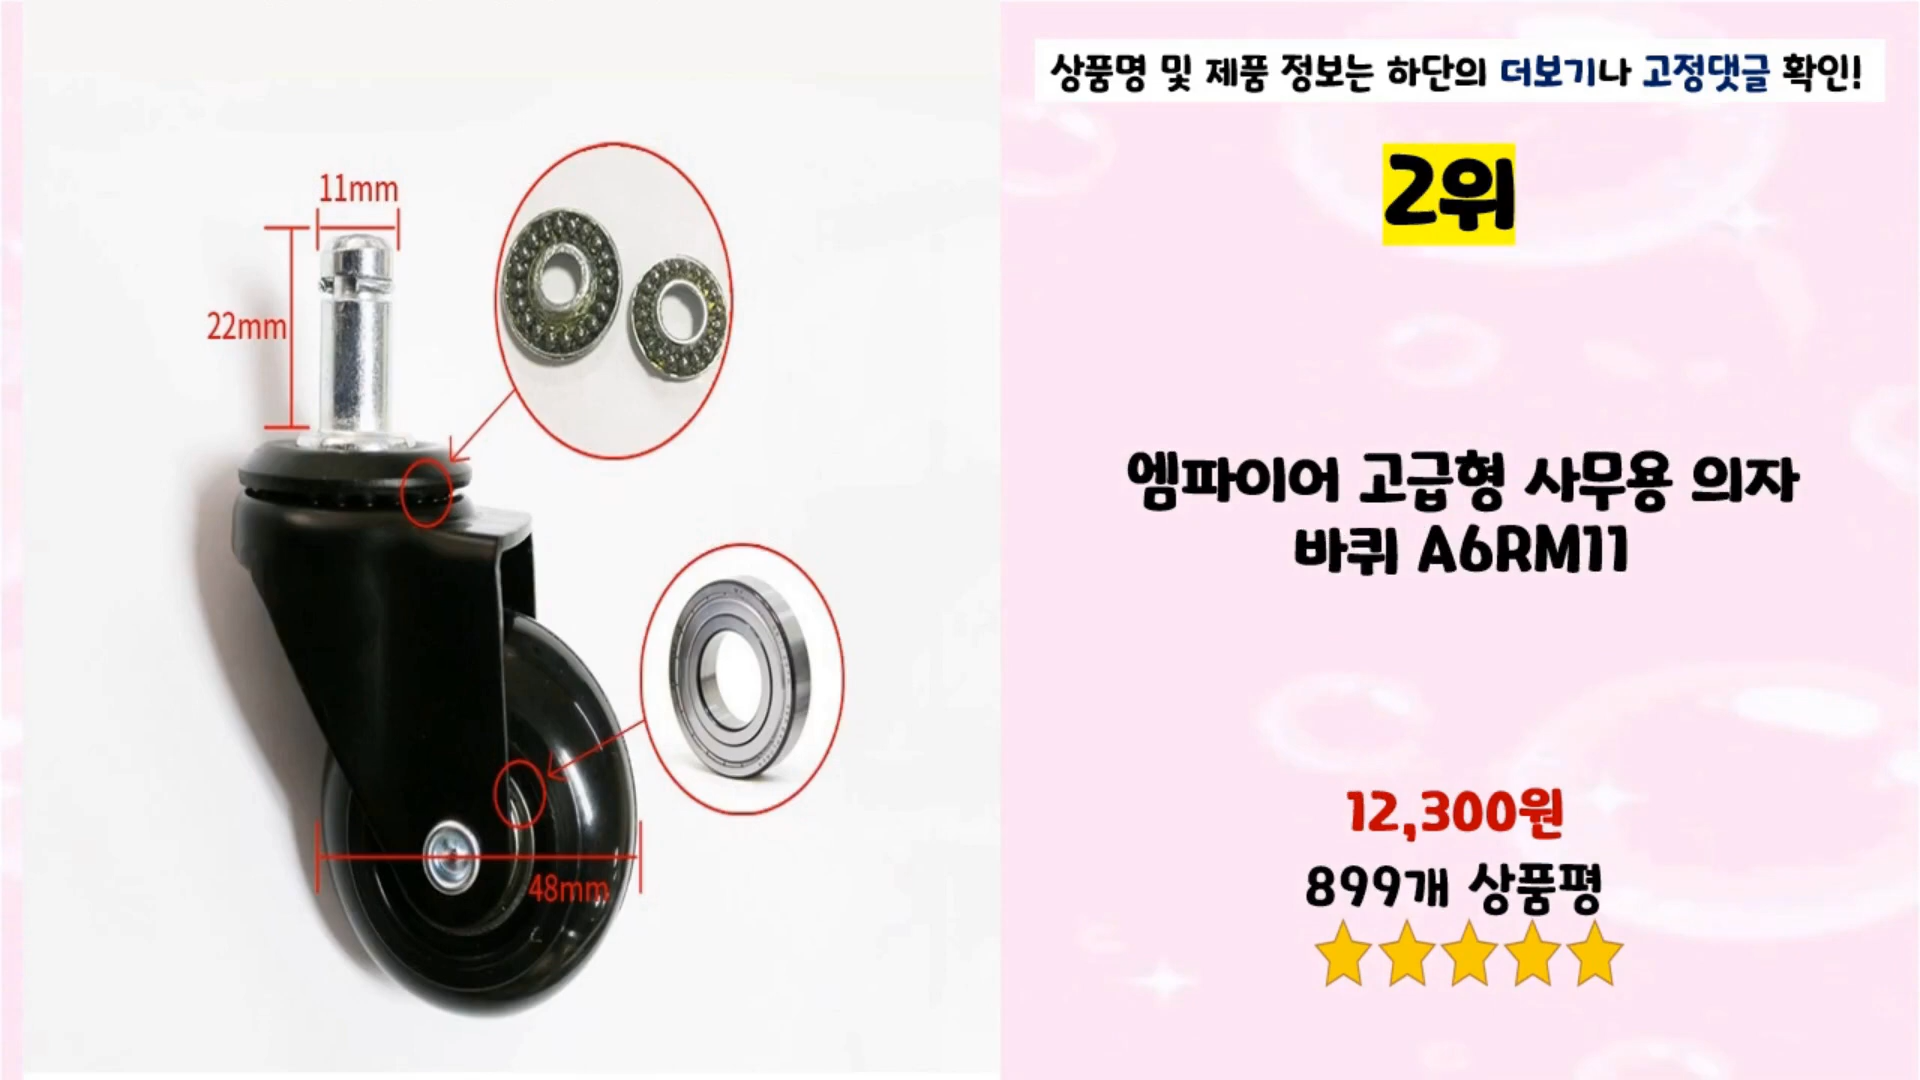 상품명 및 제품 정보는 하단의 더보기나 고정댓글 확인!
2위
11mm
22mm
48mm
엠파이어 고급형 사무용 의자
바퀴 A6RM11
12,300원
899개 상품평